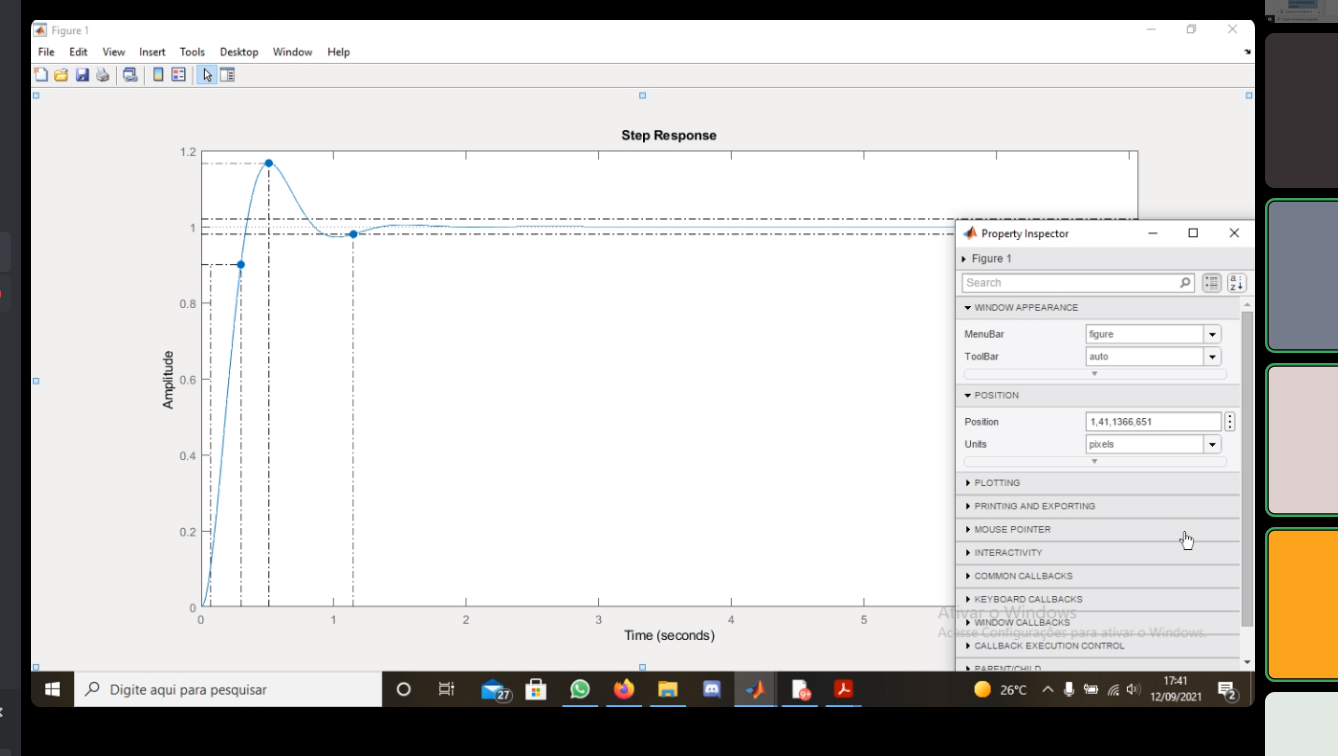 Figure 1
File Edit View Insert Tools Desktop Window Help
Step Response
1.2
1
0.8
0.6
0.4
0.2
0
Amplitude
0 1 2 3 4 5
Time (seconds)
Property Inspector
Figure 1
Search
WINDOW APPEARANCE
MenuBar figure
ToolBar auto
POSITION
Position 1,41,1366,651
Units pixels
PLOTTING
PRINTING AND EXPORTING
MOUSE POINTER
INTERACTIVITY
COMMON CALLBACKS
KEYBOARD CALLBACKS
Ativar o Windows
WINDOW CALLBACKS
Acesse Configurações para ativar o Windows.
CALLBACK EXECUTION CONTROL
PARENT/CHILD
Digite aqui para pesquisar
27
9+
26°C
17:41
12/09/2021
2